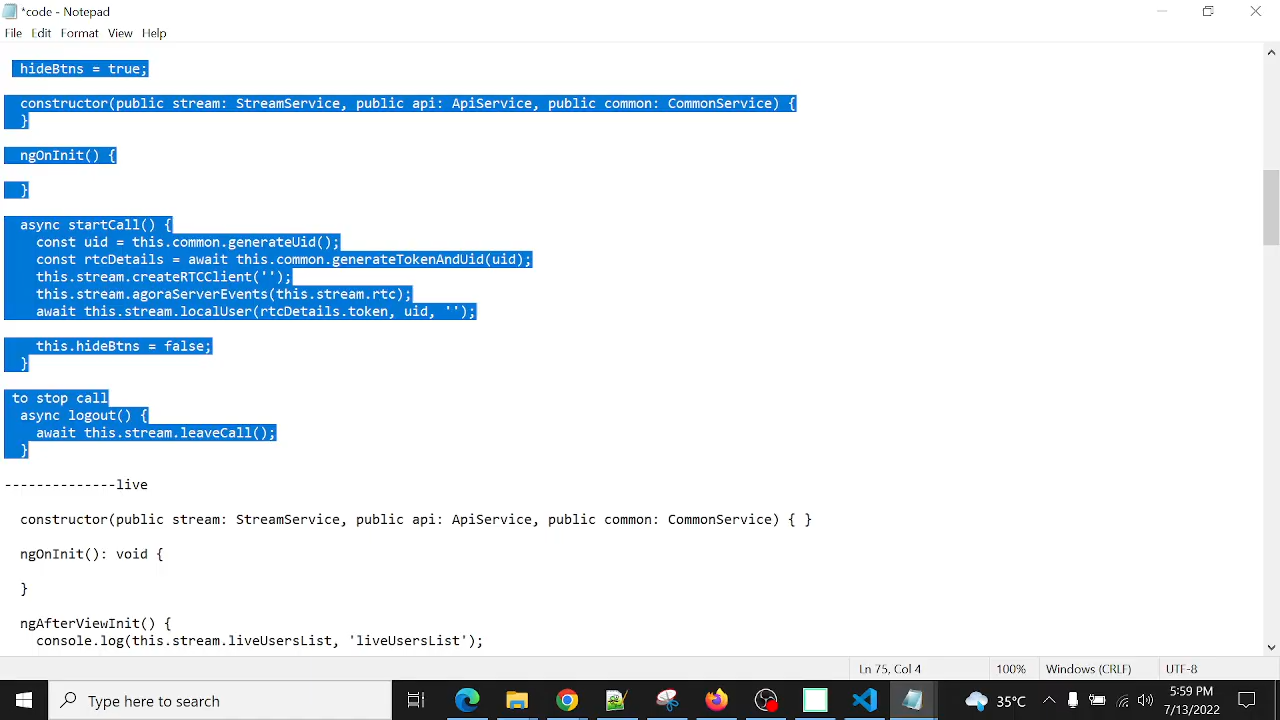 *code - Notepad
File Edit Format View Help
hideBtns = true;
constructor(public stream: StreamService, public api: ApiService, public common: CommonService) {
}
ngOnInit() {
}
async startCall() {
const uid = this.common.generateUid();
const rtcDetails = await this.common.generateTokenAndUid(uid);
this.stream.createRTCClient('');
this.stream.agoraServerEvents(this.stream.rtc);
await this.stream.localUser(rtcDetails.token, uid, '');
this.hideBtns = false;
}
to stop call
async logout() {
await this.stream.leaveCall();
}
--------------live
constructor(public stream: StreamService, public api: ApiService, public common: CommonService) { }
ngOnInit(): void {
}
ngAfterViewInit() {
console.log(this.stream.liveUsersList, 'liveUsersList');
Ln 75, Col 4 100% Windows (CRLF) UTF-8
Type here to search 35°C 5:59 PM
7/13/2022